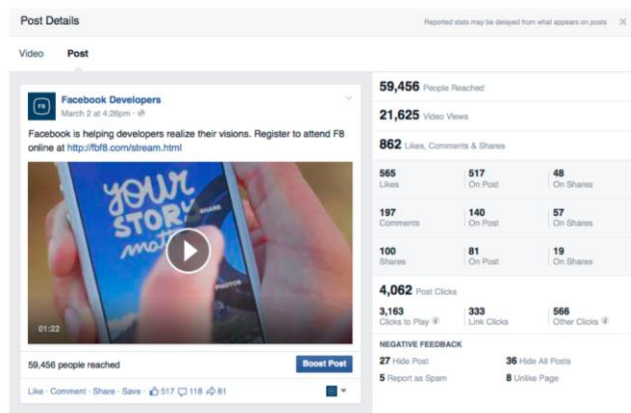 Post Details
Reported stats may be delayed from what appears on posts
Video
Post
F8
Facebook Developers
March 2 at 4:26pm ·
Facebook is helping developers realize their visions. Register to attend F8
online at http://fbf8.com/stream.html
your
STORY
matt
SHARE
PHOTOS
01:22
59,456 people reached
Boost Post
Like · Comment · Share · Save · 517 118 81
59,456 People Reached
21,625 Video Views
862 Likes, Comments & Shares
565 517 48
Likes On Post On Shares
197 140 57
Comments On Post On Shares
100 81 19
Shares On Post On Shares
4,062 Post Clicks
3,163 333 566
Clicks to Play Link Clicks Other Clicks
NEGATIVE FEEDBACK
27 Hide Post 36 Hide All Posts
5 Report as Spam 8 Unlike Page